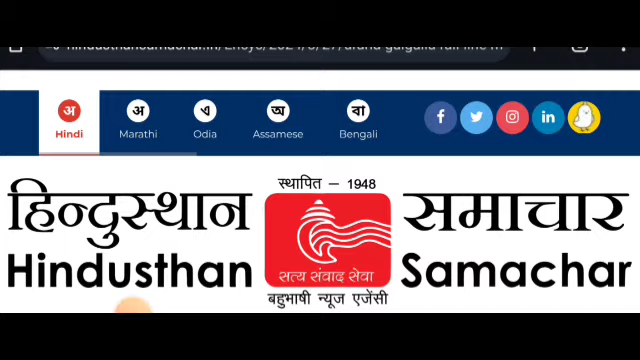 अ अ ଏ অ বা
Hindi Marathi Odia Assamese Bengali
स्थापित – 1948
हिन्दुस्थान समाचार
Hindusthan Samachar
सत्य संवाद सेवा
बहुभाषी न्यूज एजेंसी